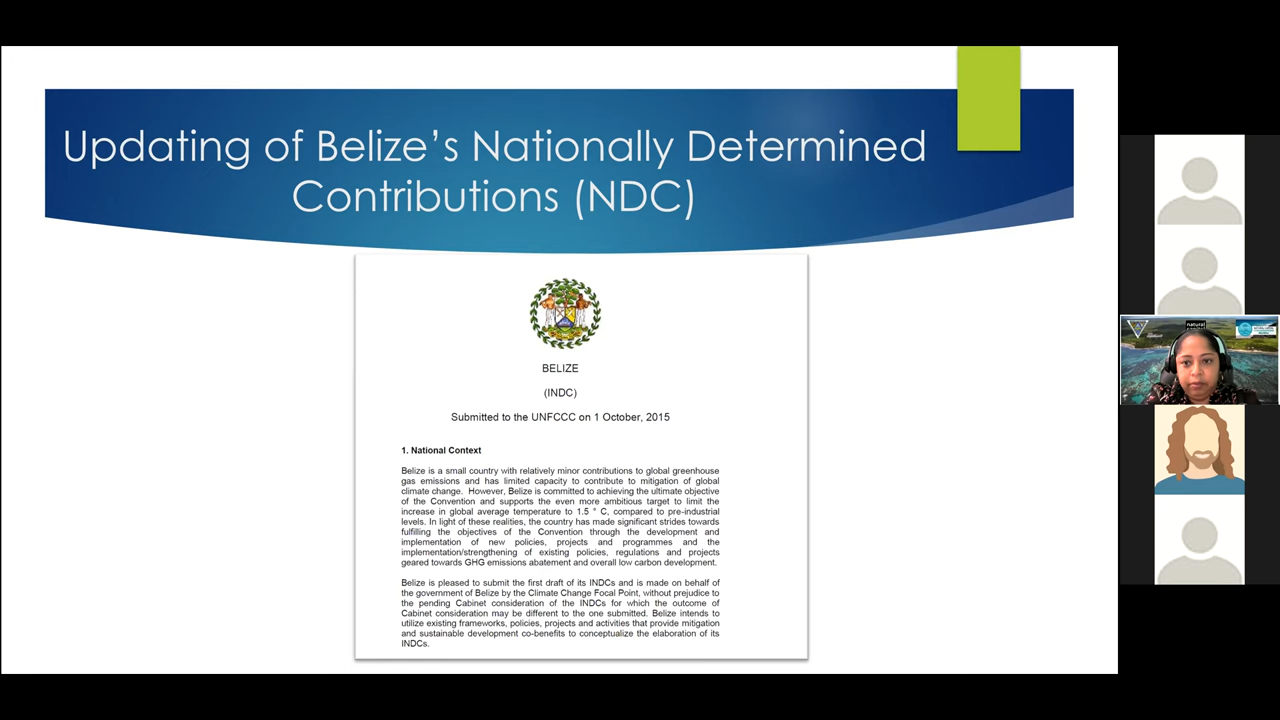 Updating of Belize's Nationally Determined
Contributions (NDC)
BELIZE
(INDC)
Submitted to the UNFCCC on 1 October, 2015
1. National Context
Belize is a small country with relatively minor contributions to global greenhouse
gas emissions and has limited capacity to contribute to mitigation of global
climate change. However, Belize is committed to achieving the ultimate objective
of the Convention and supports the even more ambitious target to limit the
increase in global average temperature to 1.5 ° C, compared to pre-industrial
levels. In light of these realities, the country has made significant strides towards
fulfilling the objectives of the Convention through the development and
implementation of new policies, projects and programmes and the
implementation/strengthening of existing policies, regulations and projects
geared towards GHG emissions abatement and overall low carbon development.
Belize is pleased to submit the first draft of its INDCs and is made on behalf of
the government of Belize by the Climate Change Focal Point, without prejudice to
the pending Cabinet consideration of the INDCs for which the outcome of
Cabinet consideration may be different to the one submitted. Belize intends to
utilize existing frameworks, policies, projects and activities that provide mitigation
and sustainable development co-benefits to conceptualize the elaboration of its
INDCs.
natural